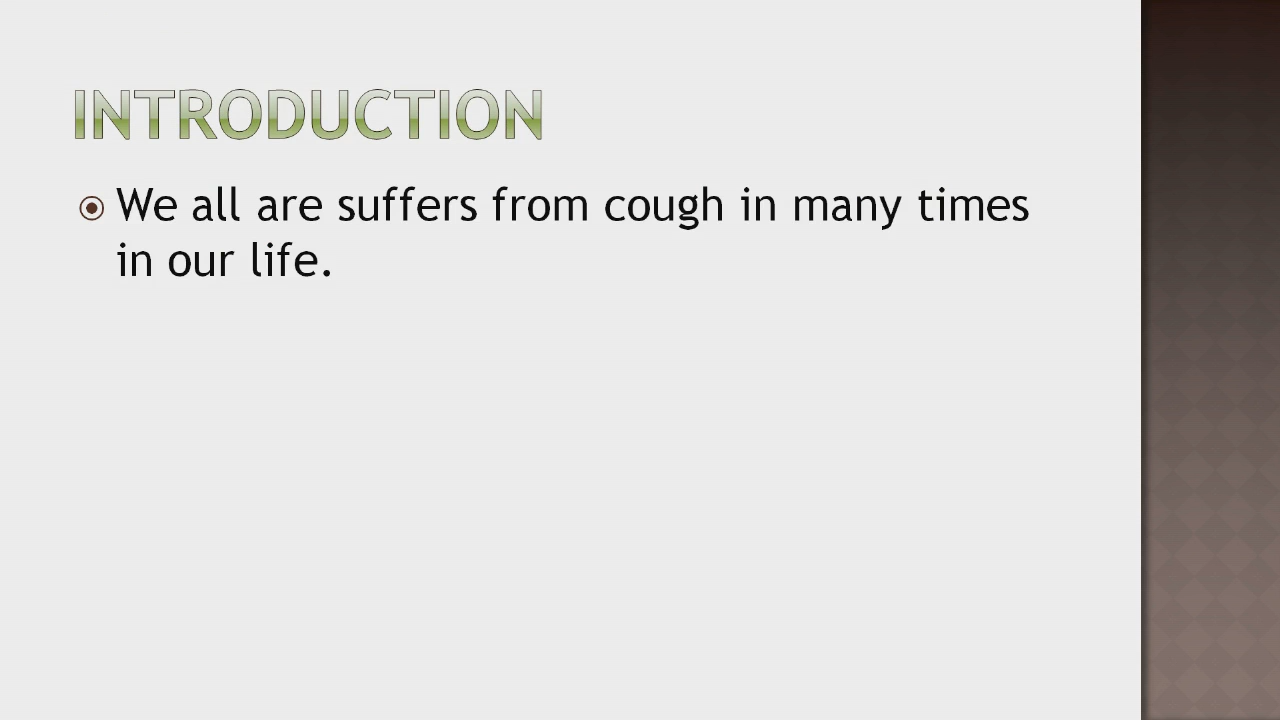 INTRODUCTION
We all are suffers from cough in many times
in our life.